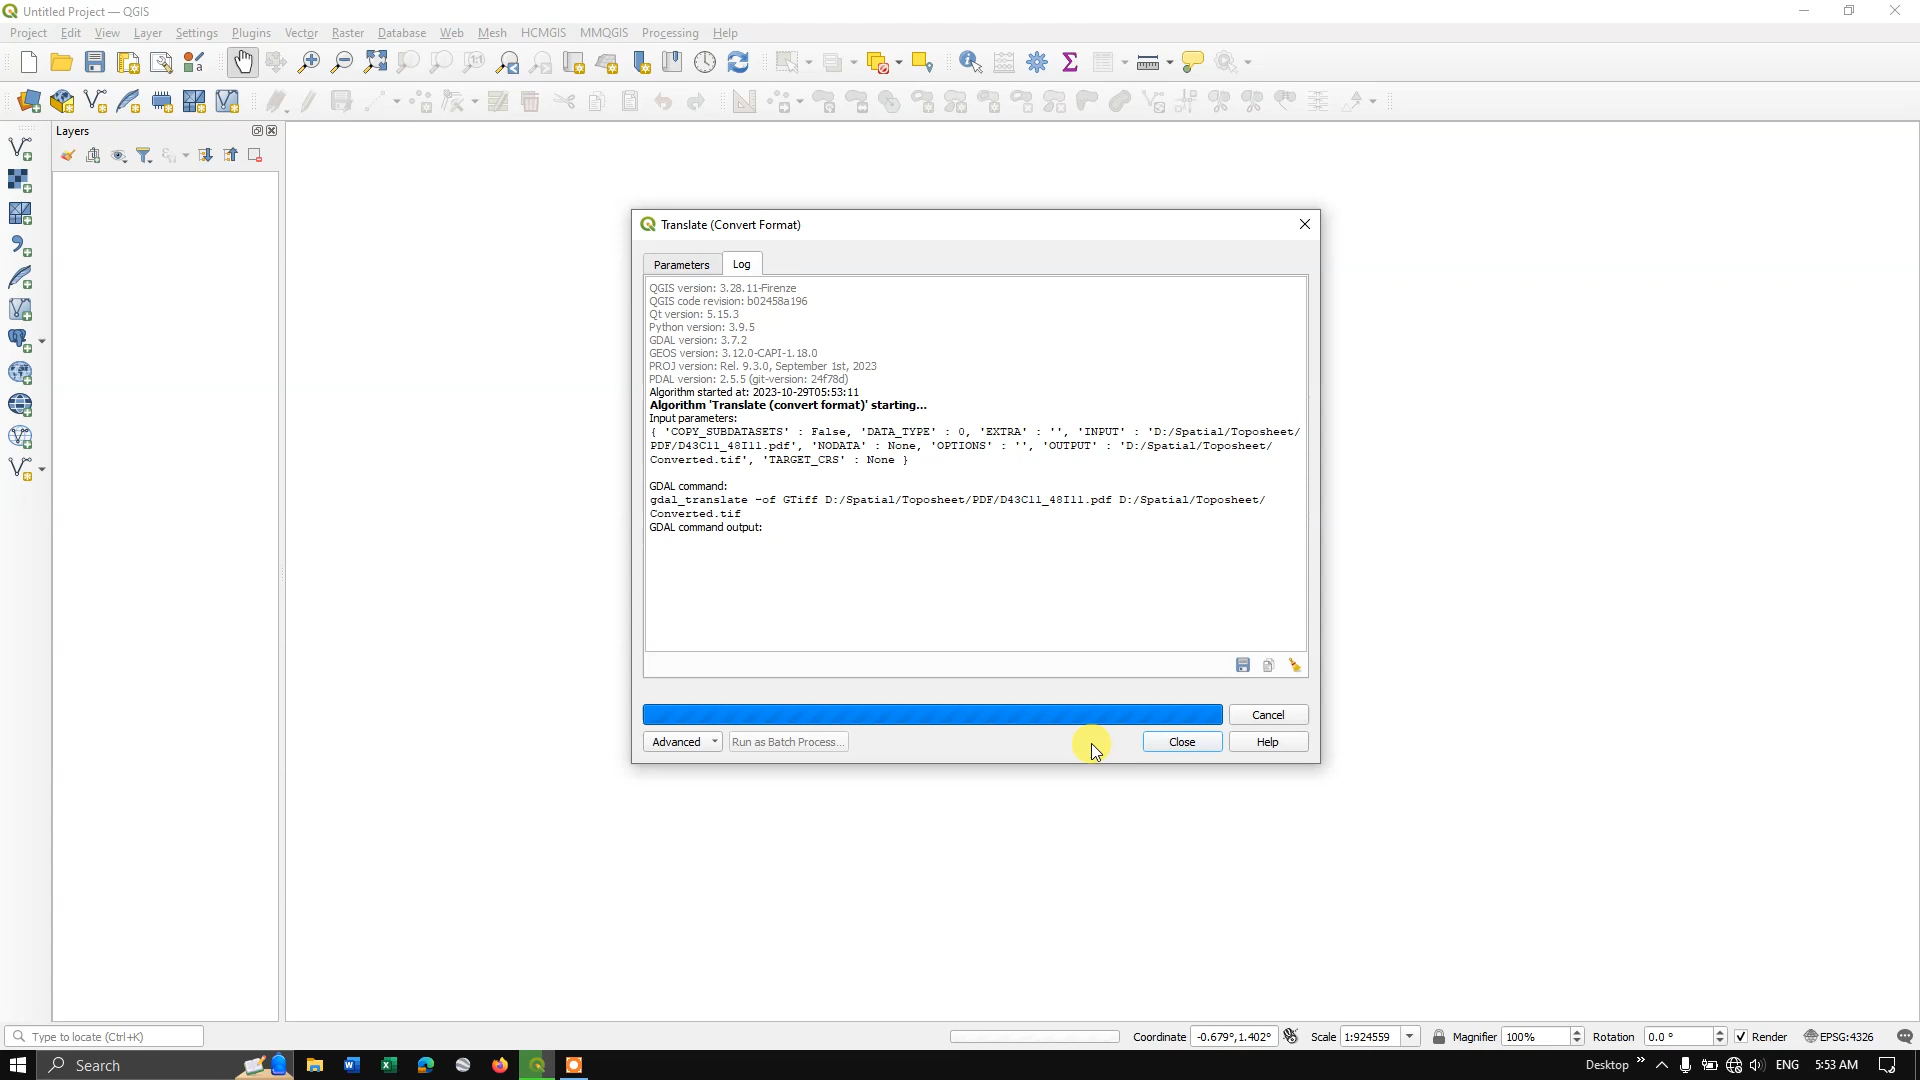 Untitled Project — QGIS
Project Edit View Layer Settings Plugins Vector Raster Database Web Mesh HCMGIS MMQGIS Processing Help
Layers
Translate (Convert Format)
Parameters Log
QGIS version: 3.28.11-Firenze
QGIS code revision: b02458a196
Qt version: 5.15.3
Python version: 3.9.5
GDAL version: 3.7.2
GEOS version: 3.12.0-CAPI-1.18.0
PROJ version: Rel. 9.3.0, September 1st, 2023
PDAL version: 2.5.5 (git-version: 24f78d)
Algorithm started at: 2023-10-29T05:53:11
Algorithm 'Translate (convert format)' starting...
Input parameters:
{ 'COPY_SUBDATASETS' : False, 'DATA_TYPE' : 0, 'EXTRA' : '', 'INPUT' : 'D:/Spatial/Toposheet/
PDF/D43C11_48I11.pdf', 'NODATA' : None, 'OPTIONS' : '', 'OUTPUT' : 'D:/Spatial/Toposheet/
Converted.tif', 'TARGET_CRS' : None }
GDAL command:
gdal_translate -of GTiff D:/Spatial/Toposheet/PDF/D43C11_48I11.pdf D:/Spatial/Toposheet/
Converted.tif
GDAL command output:
Cancel
Advanced Run as Batch Process... Close Help
Type to locate (Ctrl+K) Coordinate -0.679°,1.402° Scale 1:924559 Magnifier 100% Rotation 0.0 ° Render EPSG:4326
Search Desktop ENG 5:53 AM